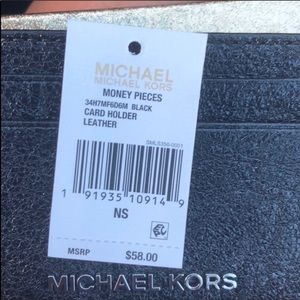 MICHAEL
MICHAEL KORS
MONEY PIECES
34H7MF6D6M BLACK
CARD HOLDER
LEATHER
1 91935 10914 9
NS
MSRP $58.00
MICHAEL KORS